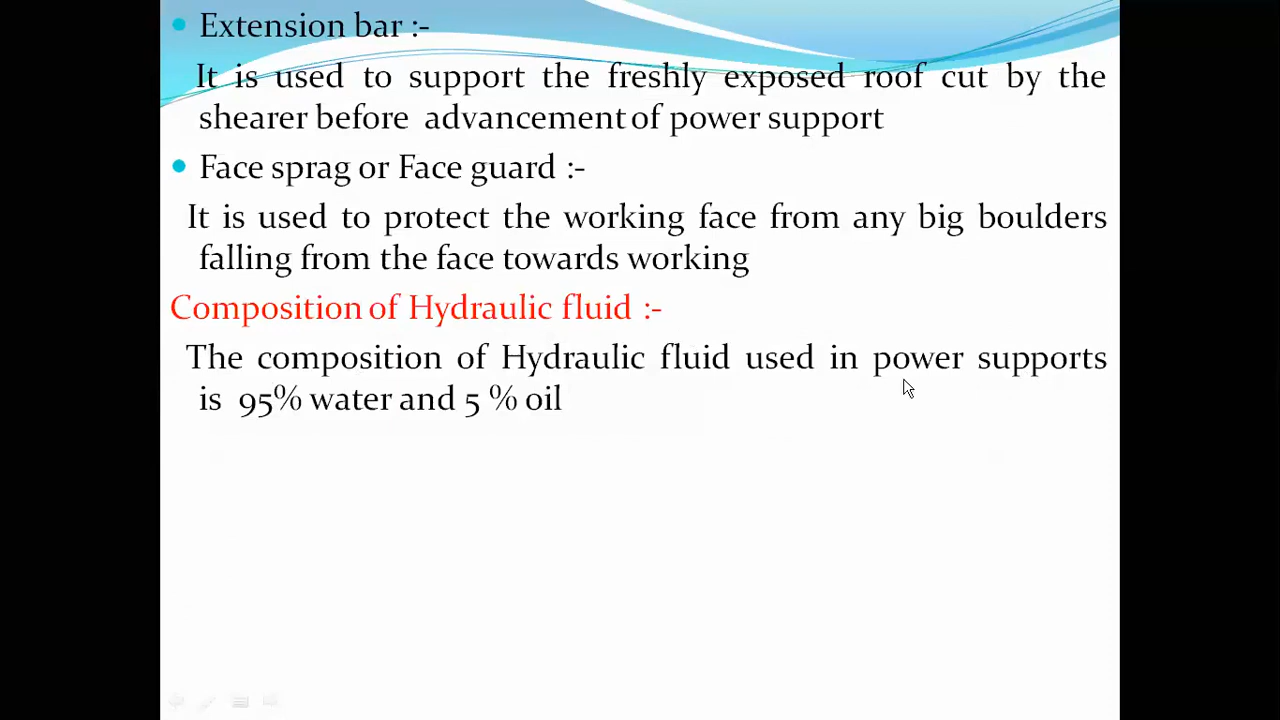 Extension bar :-
It is used to support the freshly exposed roof cut by the
shearer before advancement of power support
Face sprag or Face guard :-
It is used to protect the working face from any big boulders
falling from the face towards working
Composition of Hydraulic fluid :-
The composition of Hydraulic fluid used in power supports
is 95% water and 5 % oil